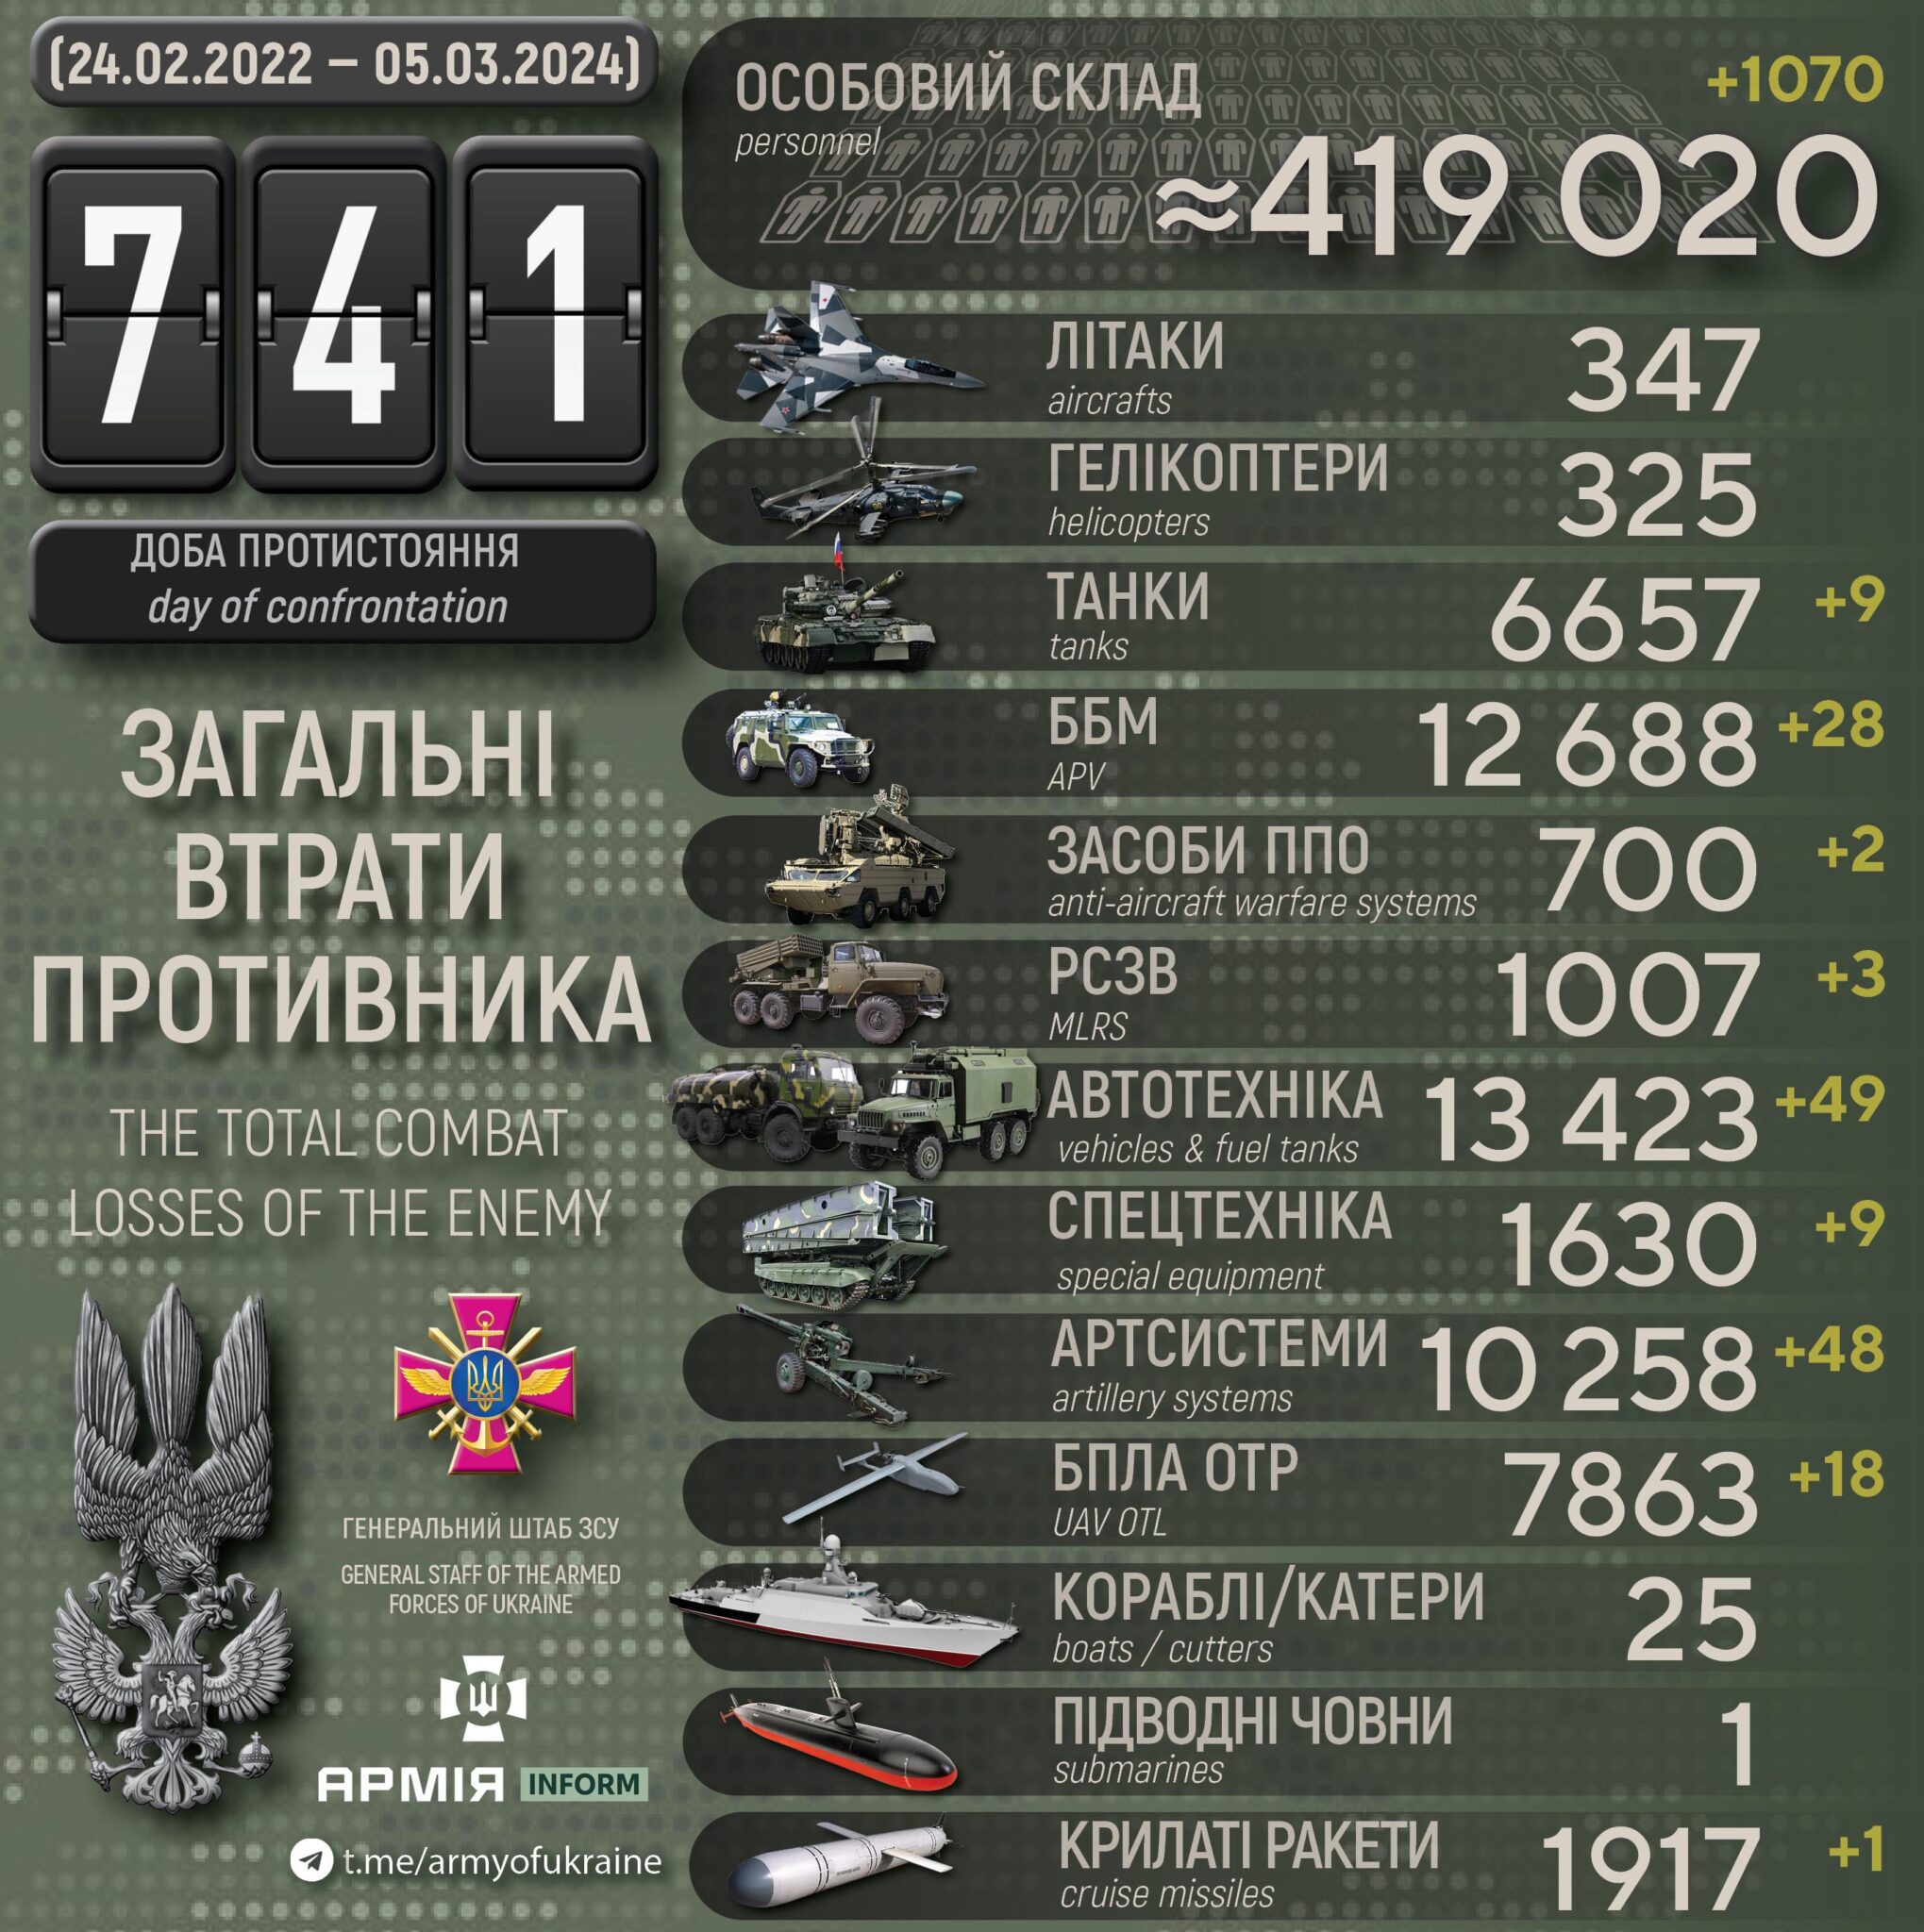 (24.02.2022 – 05.03.2024)
741
ДОБА ПРОТИСТОЯННЯ
day of confrontation
ЗАГАЛЬНІ
ВТРАТИ
ПРОТИВНИКА
THE TOTAL COMBAT
LOSSES OF THE ENEMY
ГЕНЕРАЛЬНИЙ ШТАБ ЗСУ
GENERAL STAFF OF THE ARMED
FORCES OF UKRAINE
АРМІЯ INFORM
t.me/armyofukraine
ОСОБОВИЙ СКЛАД +1070
personnel
≈419 020
ЛІТАКИ 347
aircrafts
ГЕЛІКОПТЕРИ 325
helicopters
ТАНКИ 6657 +9
tanks
ББМ 12 688 +28
APV
ЗАСОБИ ППО 700 +2
anti-aircraft warfare systems
РСЗВ 1007 +3
MLRS
АВТОТЕХНІКА 13 423 +49
vehicles & fuel tanks
СПЕЦТЕХНІКА 1630 +9
special equipment
АРТСИСТЕМИ 10 258 +48
artillery systems
БПЛА ОТР 7863 +18
UAV OTL
КОРАБЛІ/КАТЕРИ 25
boats / cutters
ПІДВОДНІ ЧОВНИ 1
submarines
КРИЛАТІ РАКЕТИ 1917 +1
cruise missiles